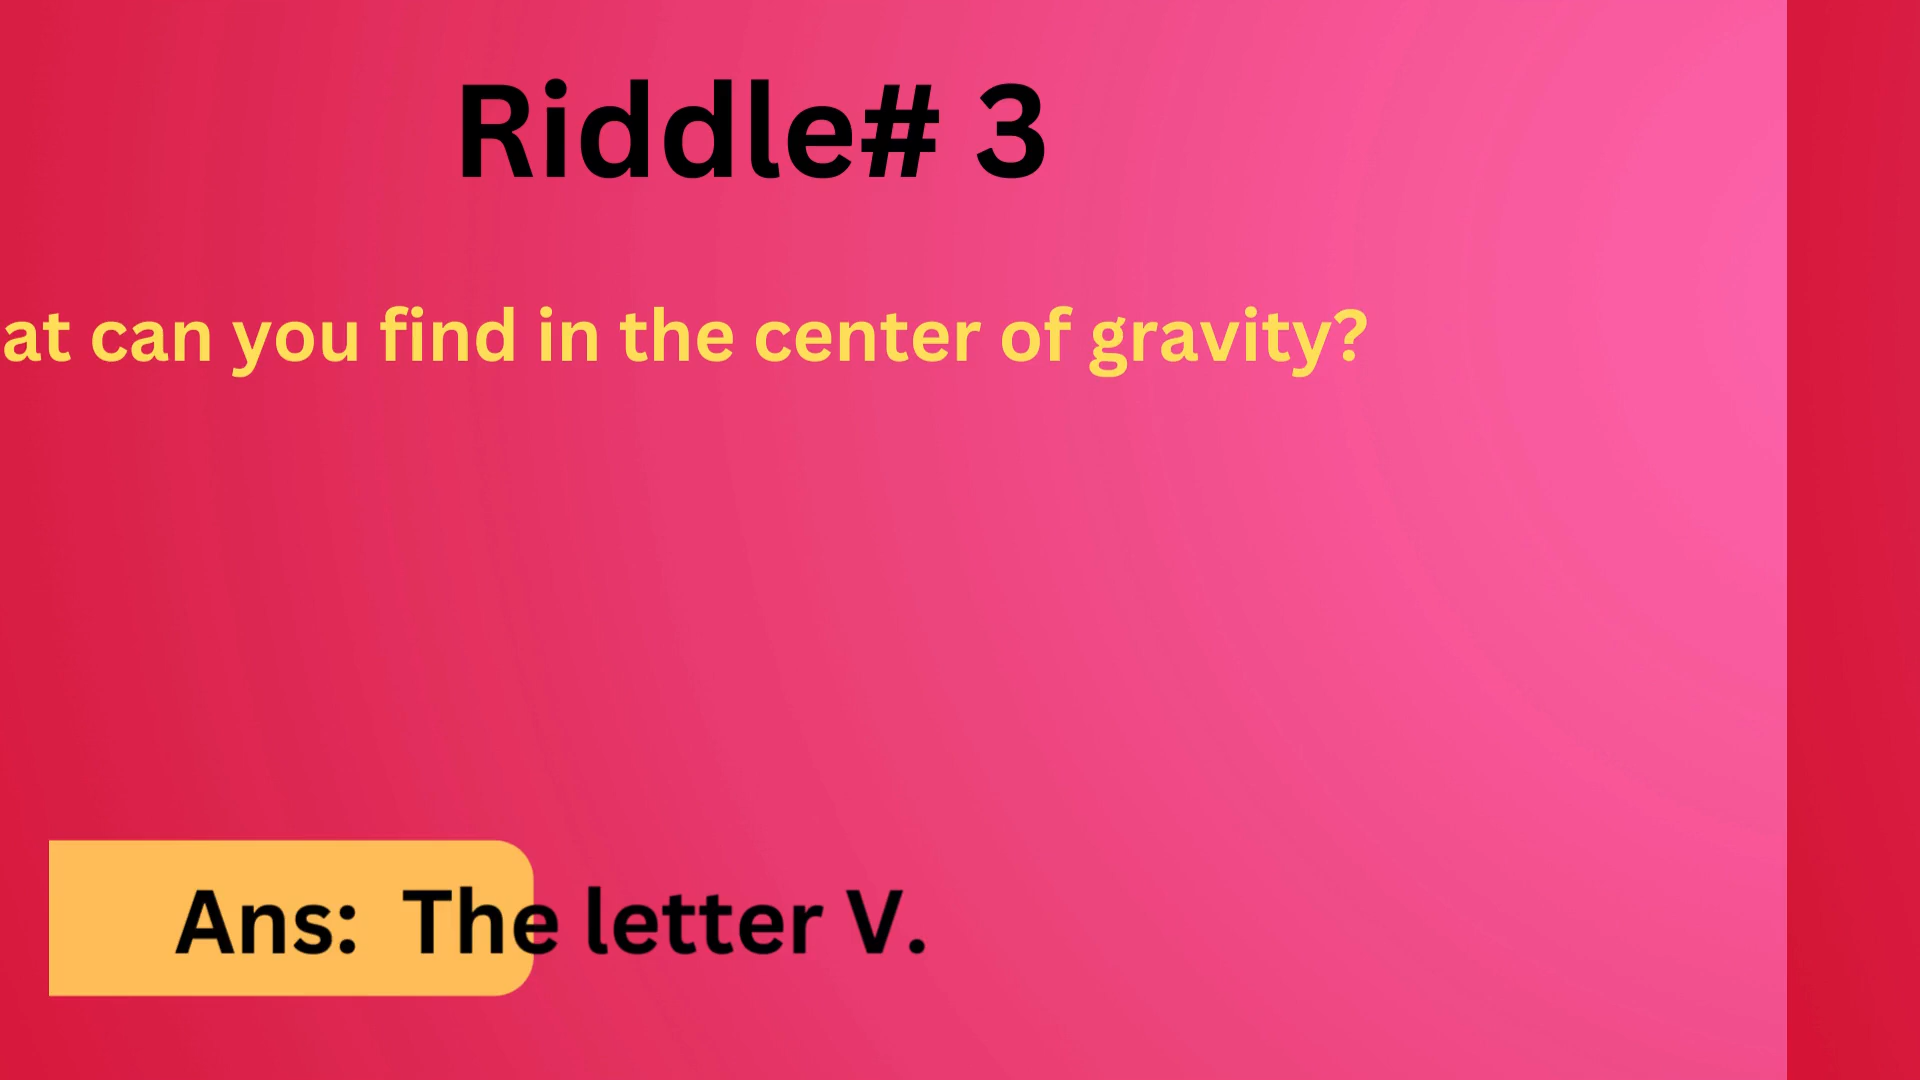 Riddle# 3
at can you find in the center of gravity?
Ans: The letter V.